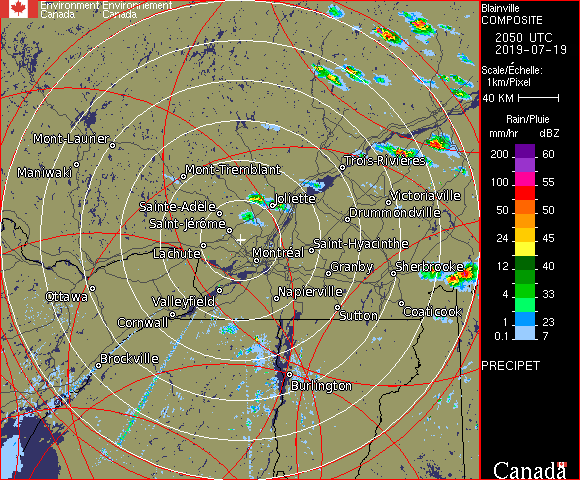 Environment Environnement
Canada Canada
Blainville
COMPOSITE
2050 UTC
2019-07-19
Scale/Échelle:
1km/Pixel
40 KM
Rain/Pluie
mm/hr dBZ
200 60
100 55
50 50
24 45
12 40
4 33
1 23
0.1 7
PRECIPET
Mont-Laurier
Maniwaki
Mont-Tremblant
Trois-Rivières
Sainte-Adèle
Joliette
Victoriaville
Drummondville
Saint-Jérôme
Lachute
Montréal
Saint-Hyacinthe
Granby
Sherbrooke
Ottawa
Valleyfield
Napierville
Cornwall
Sutton
Coaticook
Brockville
Burlington
Canada